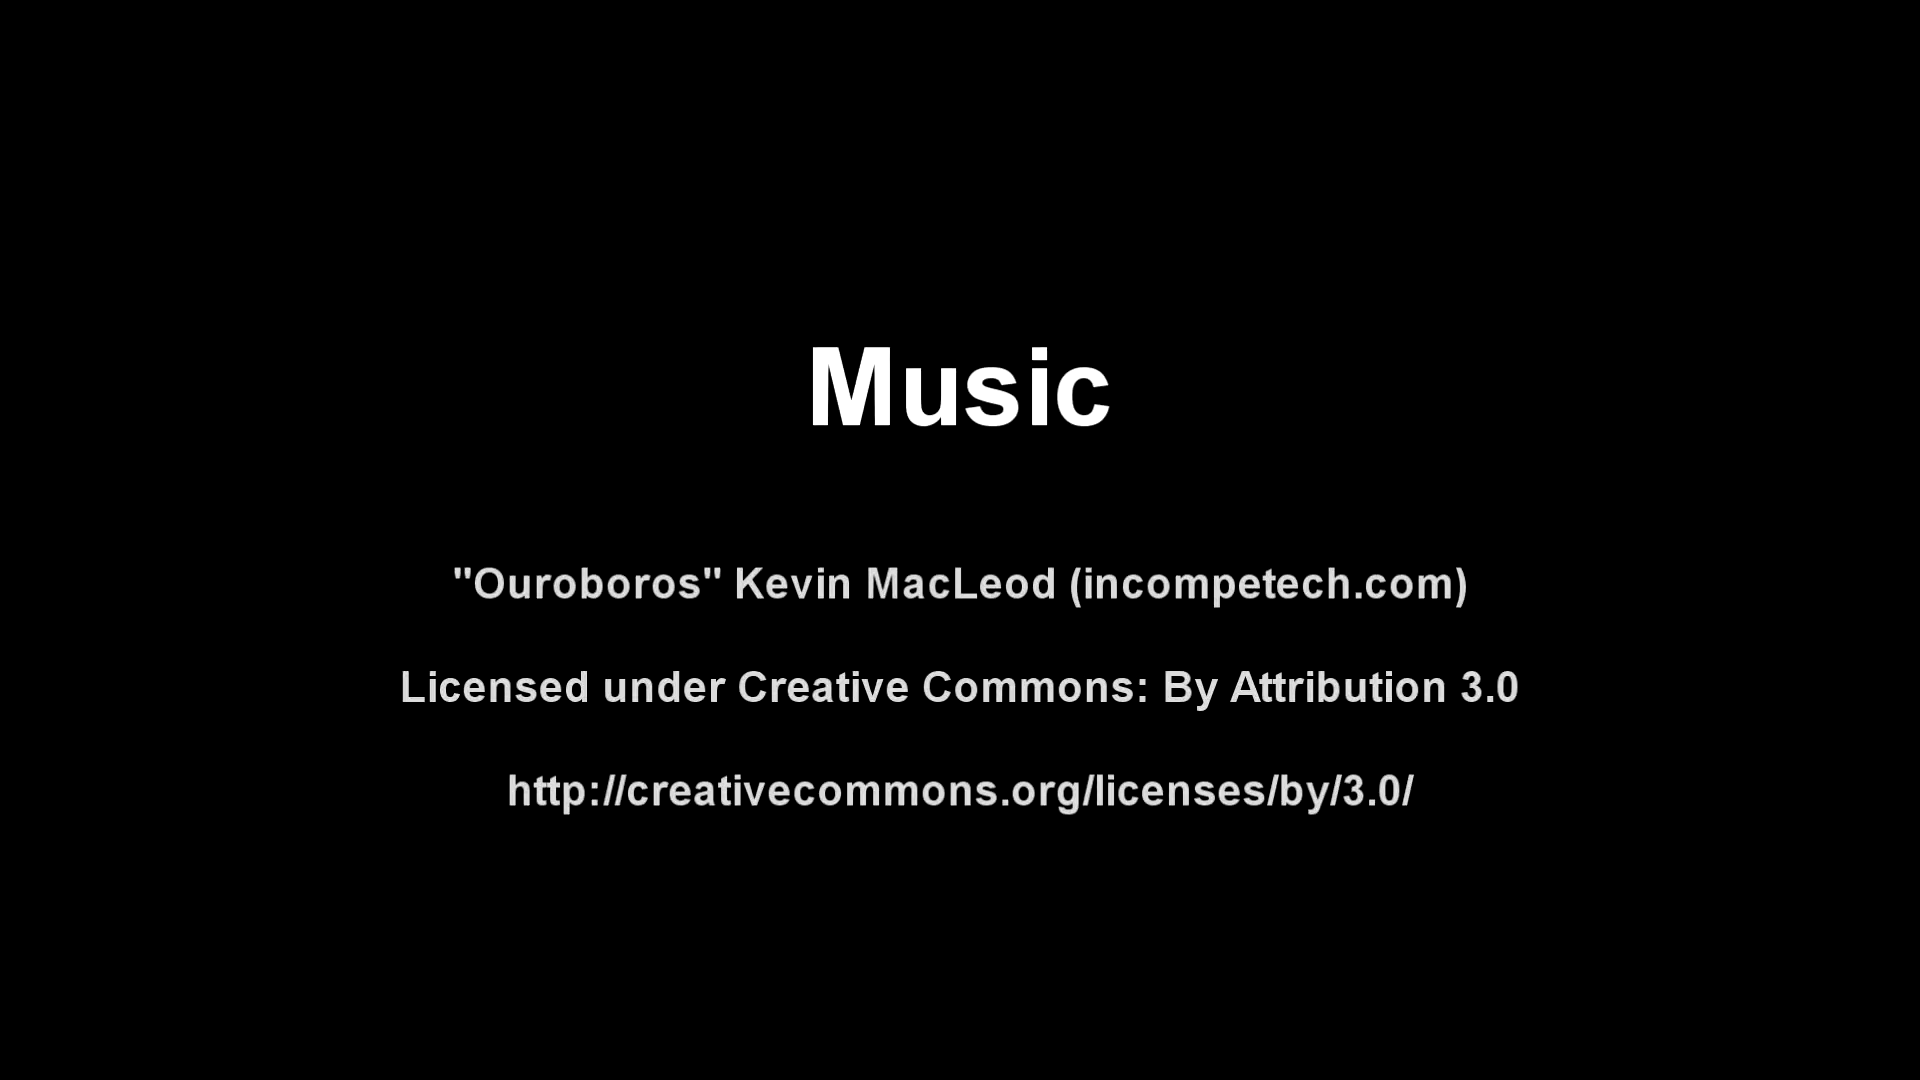 Music
"Ouroboros" Kevin MacLeod (incompetech.com)
Licensed under Creative Commons: By Attribution 3.0
http://creativecommons.org/licenses/by/3.0/